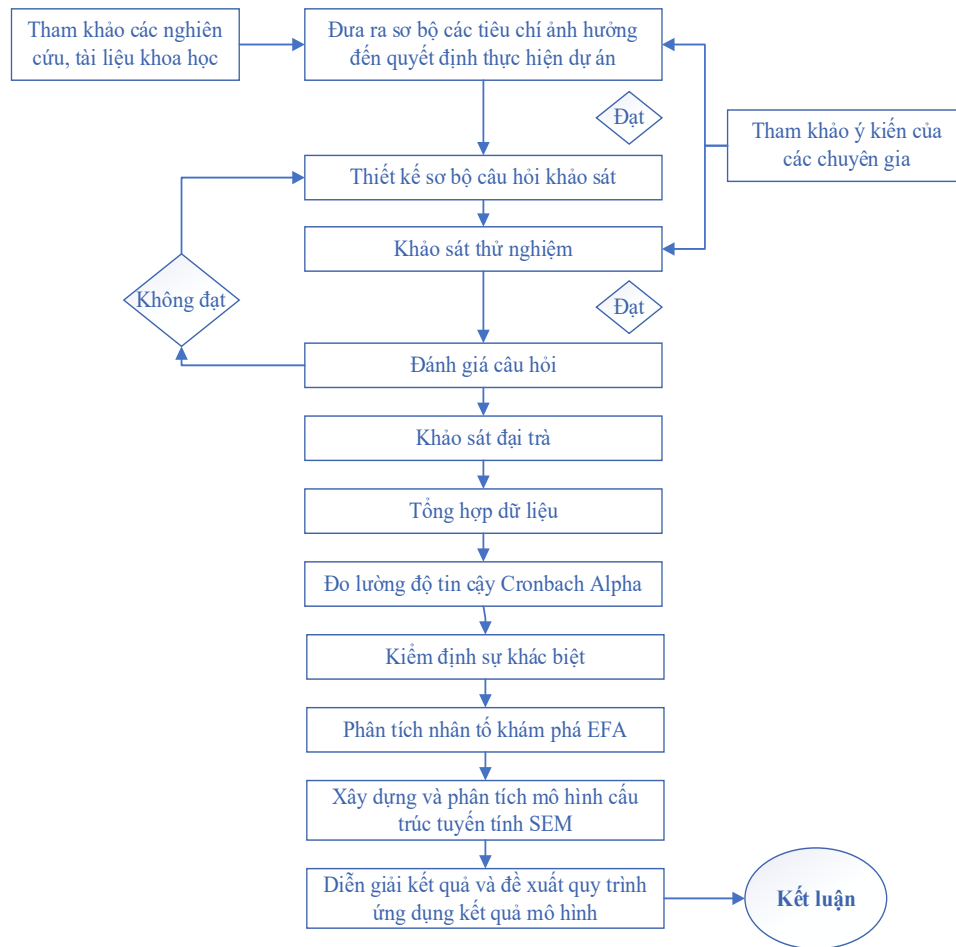 Tham khảo các nghiên
cứu, tài liệu khoa học
Đưa ra sơ bộ các tiêu chí ảnh hưởng
đến quyết định thực hiện dự án
Đạt
Tham khảo ý kiến của
các chuyên gia
Thiết kế sơ bộ câu hỏi khảo sát
Khảo sát thử nghiệm
Không đạt
Đạt
Đánh giá câu hỏi
Khảo sát đại trà
Tổng hợp dữ liệu
Đo lường độ tin cậy Cronbach Alpha
Kiểm định sự khác biệt
Phân tích nhân tố khám phá EFA
Xây dựng và phân tích mô hình cấu
trúc tuyến tính SEM
Diễn giải kết quả và đề xuất quy trình
ứng dụng kết quả mô hình
Kết luận